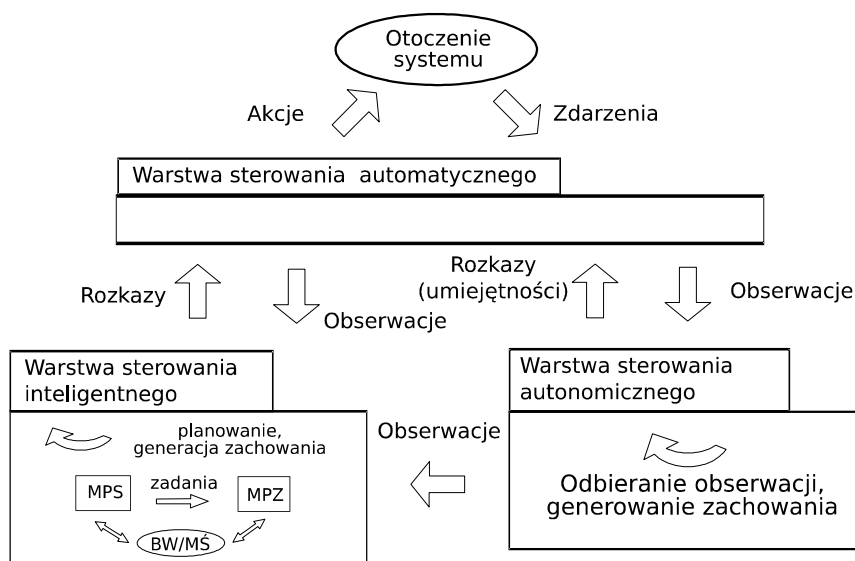 Otoczenie
systemu
Akcje
Zdarzenia
Warstwa sterowania automatycznego
Rozkazy
Obserwacje
Rozkazy
(umiejętności)
Obserwacje
Warstwa sterowania
inteligentnego
planowanie,
generacja zachowania
MPS
zadania
MPZ
BW/MŚ
Obserwacje
Warstwa sterowania
autonomicznego
Odbieranie obserwacji,
generowanie zachowania